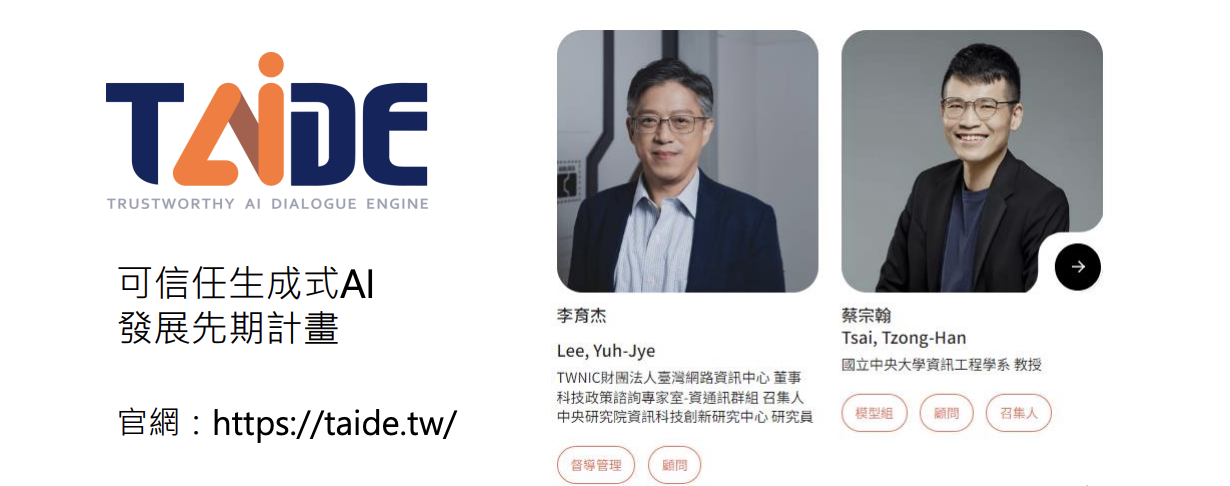 TAiDE
TRUSTWORTHY AI DIALOGUE ENGINE
可信任生成式AI
發展先期計畫
官網：https://taide.tw/
李育杰
Lee, Yuh-Jye
TWNIC財團法人臺灣網路資訊中心 董事
科技政策諮詢專家室-資通訊群組 召集人
中央研究院資訊科技創新研究中心 研究員
督導管理
顧問
蔡宗翰
Tsai, Tzong-Han
國立中央大學資訊工程學系 教授
模型組
顧問
召集人